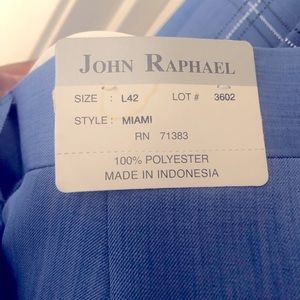 JOHN RAPHAEL
SIZE : L42 LOT # 3602
STYLE : MIAMI
RN 71383
100% POLYESTER
MADE IN INDONESIA